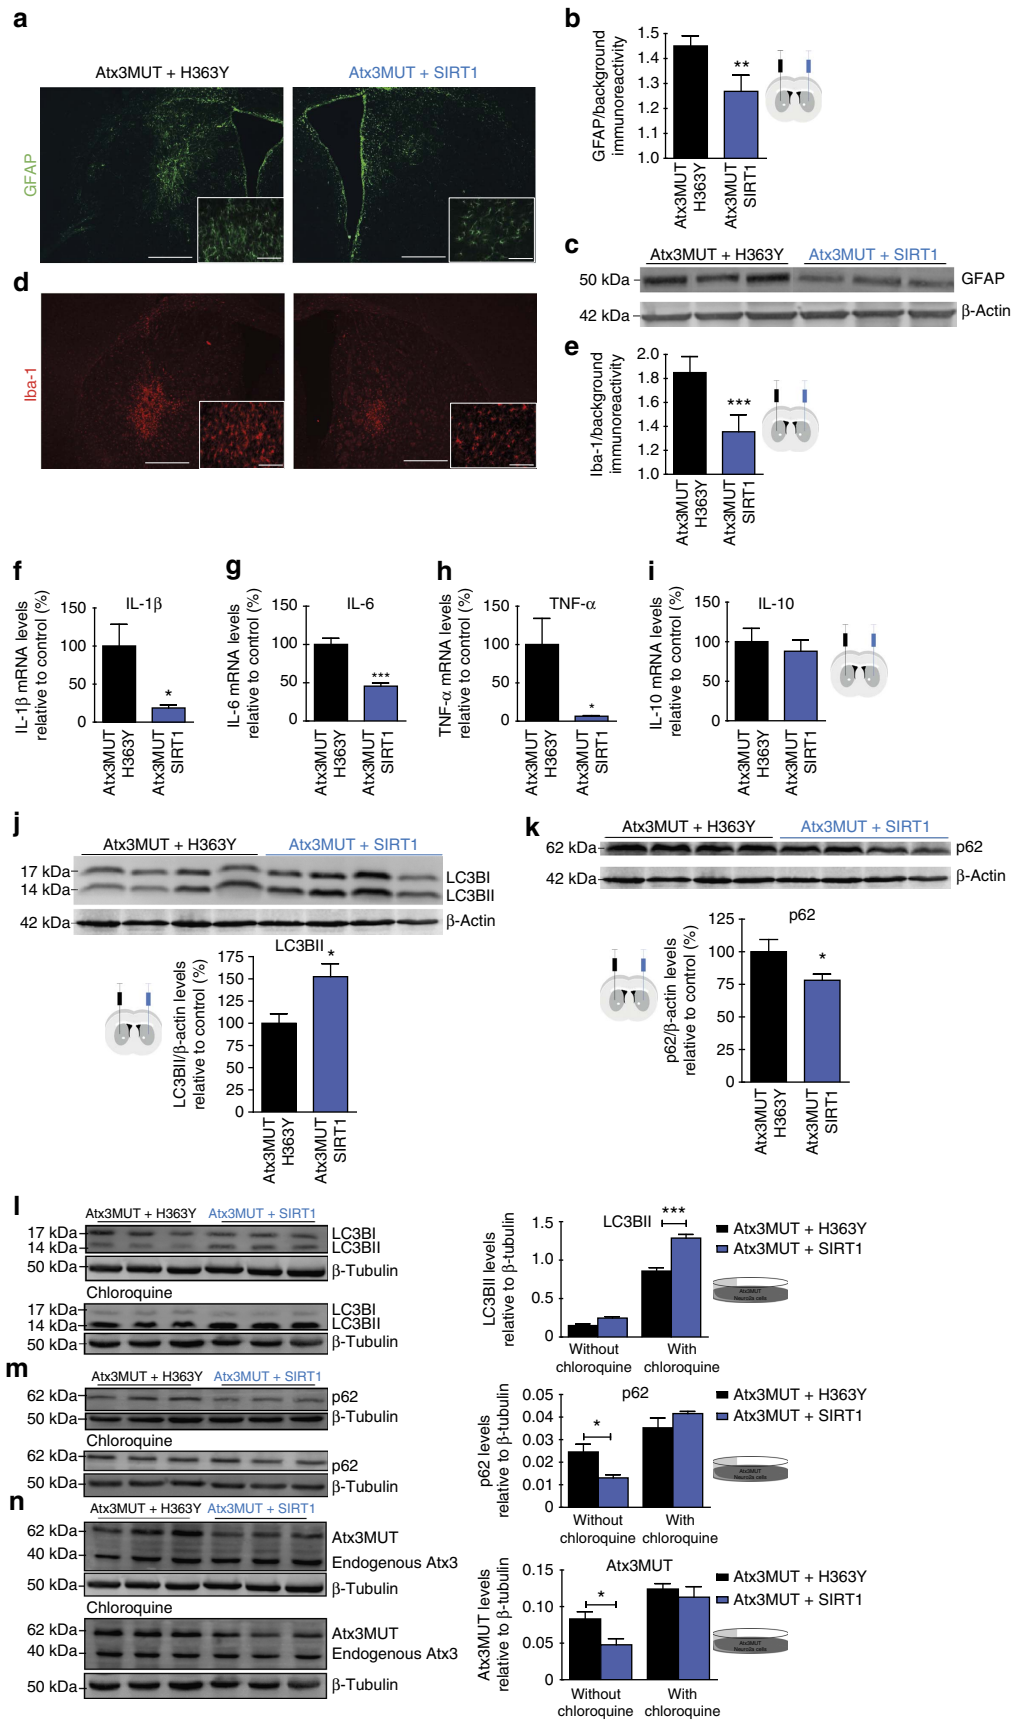 a
Atx3MUT + H363Y
Atx3MUT + SIRT1
GFAP
b
GFAP/background
immunoreactivity
1.5
1.4
1.3
1.2
1.1
1.0
**
Atx3MUT
H363Y
Atx3MUT
SIRT1
c
Atx3MUT + H363Y
Atx3MUT + SIRT1
50 kDa
GFAP
42 kDa
β-Actin
d
Iba-1
e
Iba-1/background
immunoreactivity
2.0
1.8
1.6
1.4
1.2
1.0
***
Atx3MUT
H363Y
Atx3MUT
SIRT1
f
IL-1β
IL-1β mRNA levels
relative to control (%)
150
100
50
0
*
Atx3MUT
H363Y
Atx3MUT
SIRT1
g
IL-6
IL-6 mRNA levels
relative to control (%)
150
100
50
0
***
Atx3MUT
H363Y
Atx3MUT
SIRT1
h
TNF-α
TNF-α mRNA levels
relative to control (%)
150
100
50
0
*
Atx3MUT
H363Y
Atx3MUT
SIRT1
i
IL-10
IL-10 mRNA levels
relative to control (%)
150
100
50
0
Atx3MUT
H363Y
Atx3MUT
SIRT1
j
Atx3MUT + H363Y
Atx3MUT + SIRT1
17 kDa
14 kDa
LC3BI
LC3BII
42 kDa
β-Actin
LC3BII
LC3BII/β-actin levels
relative to control (%)
175
150
125
100
75
50
25
0
*
Atx3MUT
H363Y
Atx3MUT
SIRT1
k
Atx3MUT + H363Y
Atx3MUT + SIRT1
62 kDa
p62
42 kDa
β-Actin
p62
p62/β-actin levels
relative to control (%)
125
100
75
50
25
0
*
Atx3MUT
H363Y
Atx3MUT
SIRT1
l
Atx3MUT + H363Y
Atx3MUT + SIRT1
17 kDa
14 kDa
LC3BI
LC3BII
50 kDa
β-Tubulin
Chloroquine
17 kDa
14 kDa
LC3BI
LC3BII
50 kDa
β-Tubulin
LC3BII
LC3BII levels
relative to β-tubulin
1.5
1.0
0.5
0
***
Without
chloroquine
With
chloroquine
Atx3MUT + H363Y
Atx3MUT + SIRT1
Atx3MUT
Neuro2a cells
m
Atx3MUT + H363Y
Atx3MUT + SIRT1
62 kDa
p62
50 kDa
β-Tubulin
Chloroquine
62 kDa
p62
50 kDa
β-Tubulin
p62
p62 levels
relative to β-tubulin
0.05
0.04
0.03
0.02
0.01
0
*
Without
chloroquine
With
chloroquine
Atx3MUT + H363Y
Atx3MUT + SIRT1
Atx3MUT
Neuro2a cells
n
Atx3MUT + H363Y
Atx3MUT + SIRT1
62 kDa
Atx3MUT
40 kDa
Endogenous Atx3
50 kDa
β-Tubulin
Chloroquine
62 kDa
Atx3MUT
40 kDa
Endogenous Atx3
50 kDa
β-Tubulin
Atx3MUT
Atx3MUT levels
relative to β-tubulin
0.15
0.10
0.05
0
*
Without
chloroquine
With
chloroquine
Atx3MUT + H363Y
Atx3MUT + SIRT1
Atx3MUT
Neuro2a cells